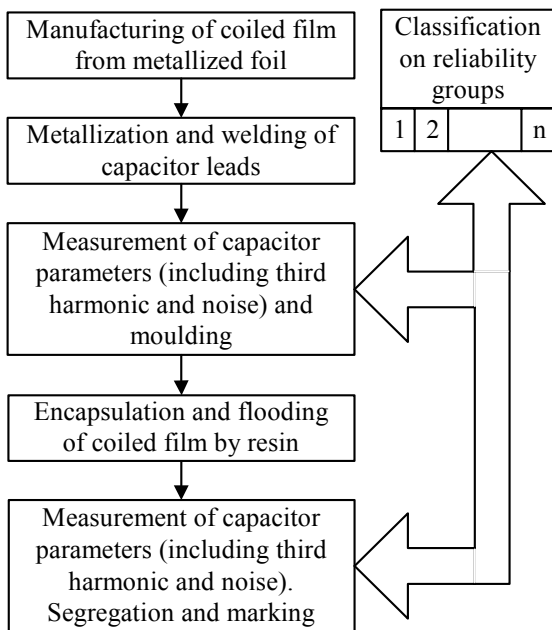 Manufacturing of coiled film
from metallized foil
Metallization and welding of
capacitor leads
Measurement of capacitor
parameters (including third
harmonic and noise) and
moulding
Encapsulation and flooding
of coiled film by resin
Measurement of capacitor
parameters (including third
harmonic and noise).
Segregation and marking
Classification
on reliability
groups
1 2 n